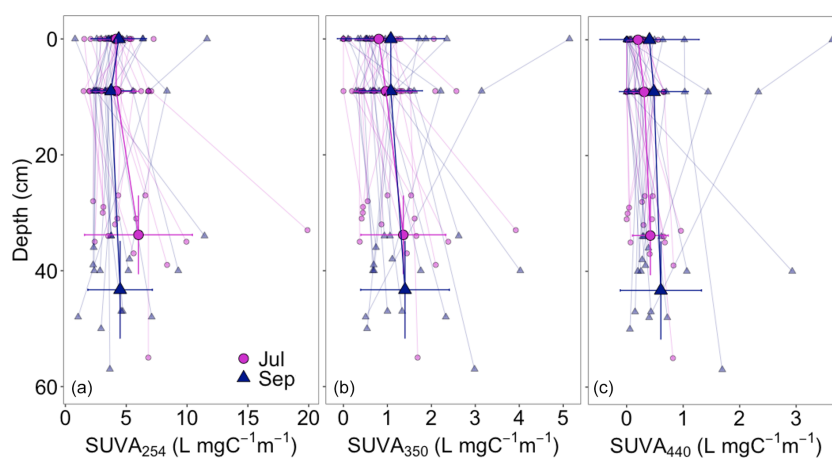 Depth (cm)
0
20
40
60
Jul
Sep
(a)
(b)
(c)
0 5 10 15 20
0 1 2 3 4 5
0 1 2 3
SUVA₂₅₄ (L mgC⁻¹m⁻¹)
SUVA₃₅₀ (L mgC⁻¹m⁻¹)
SUVA₄₄₀ (L mgC⁻¹m⁻¹)